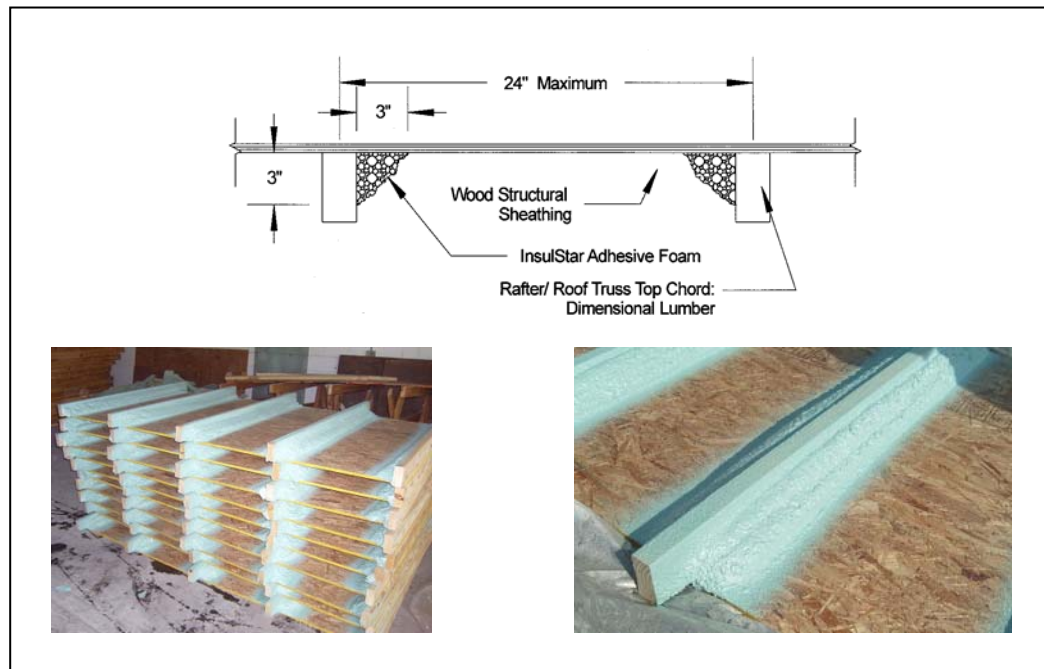 24" Maximum
3"
3"
Wood Structural
Sheathing
InsulStar Adhesive Foam
Rafter/ Roof Truss Top Chord:
Dimensional Lumber